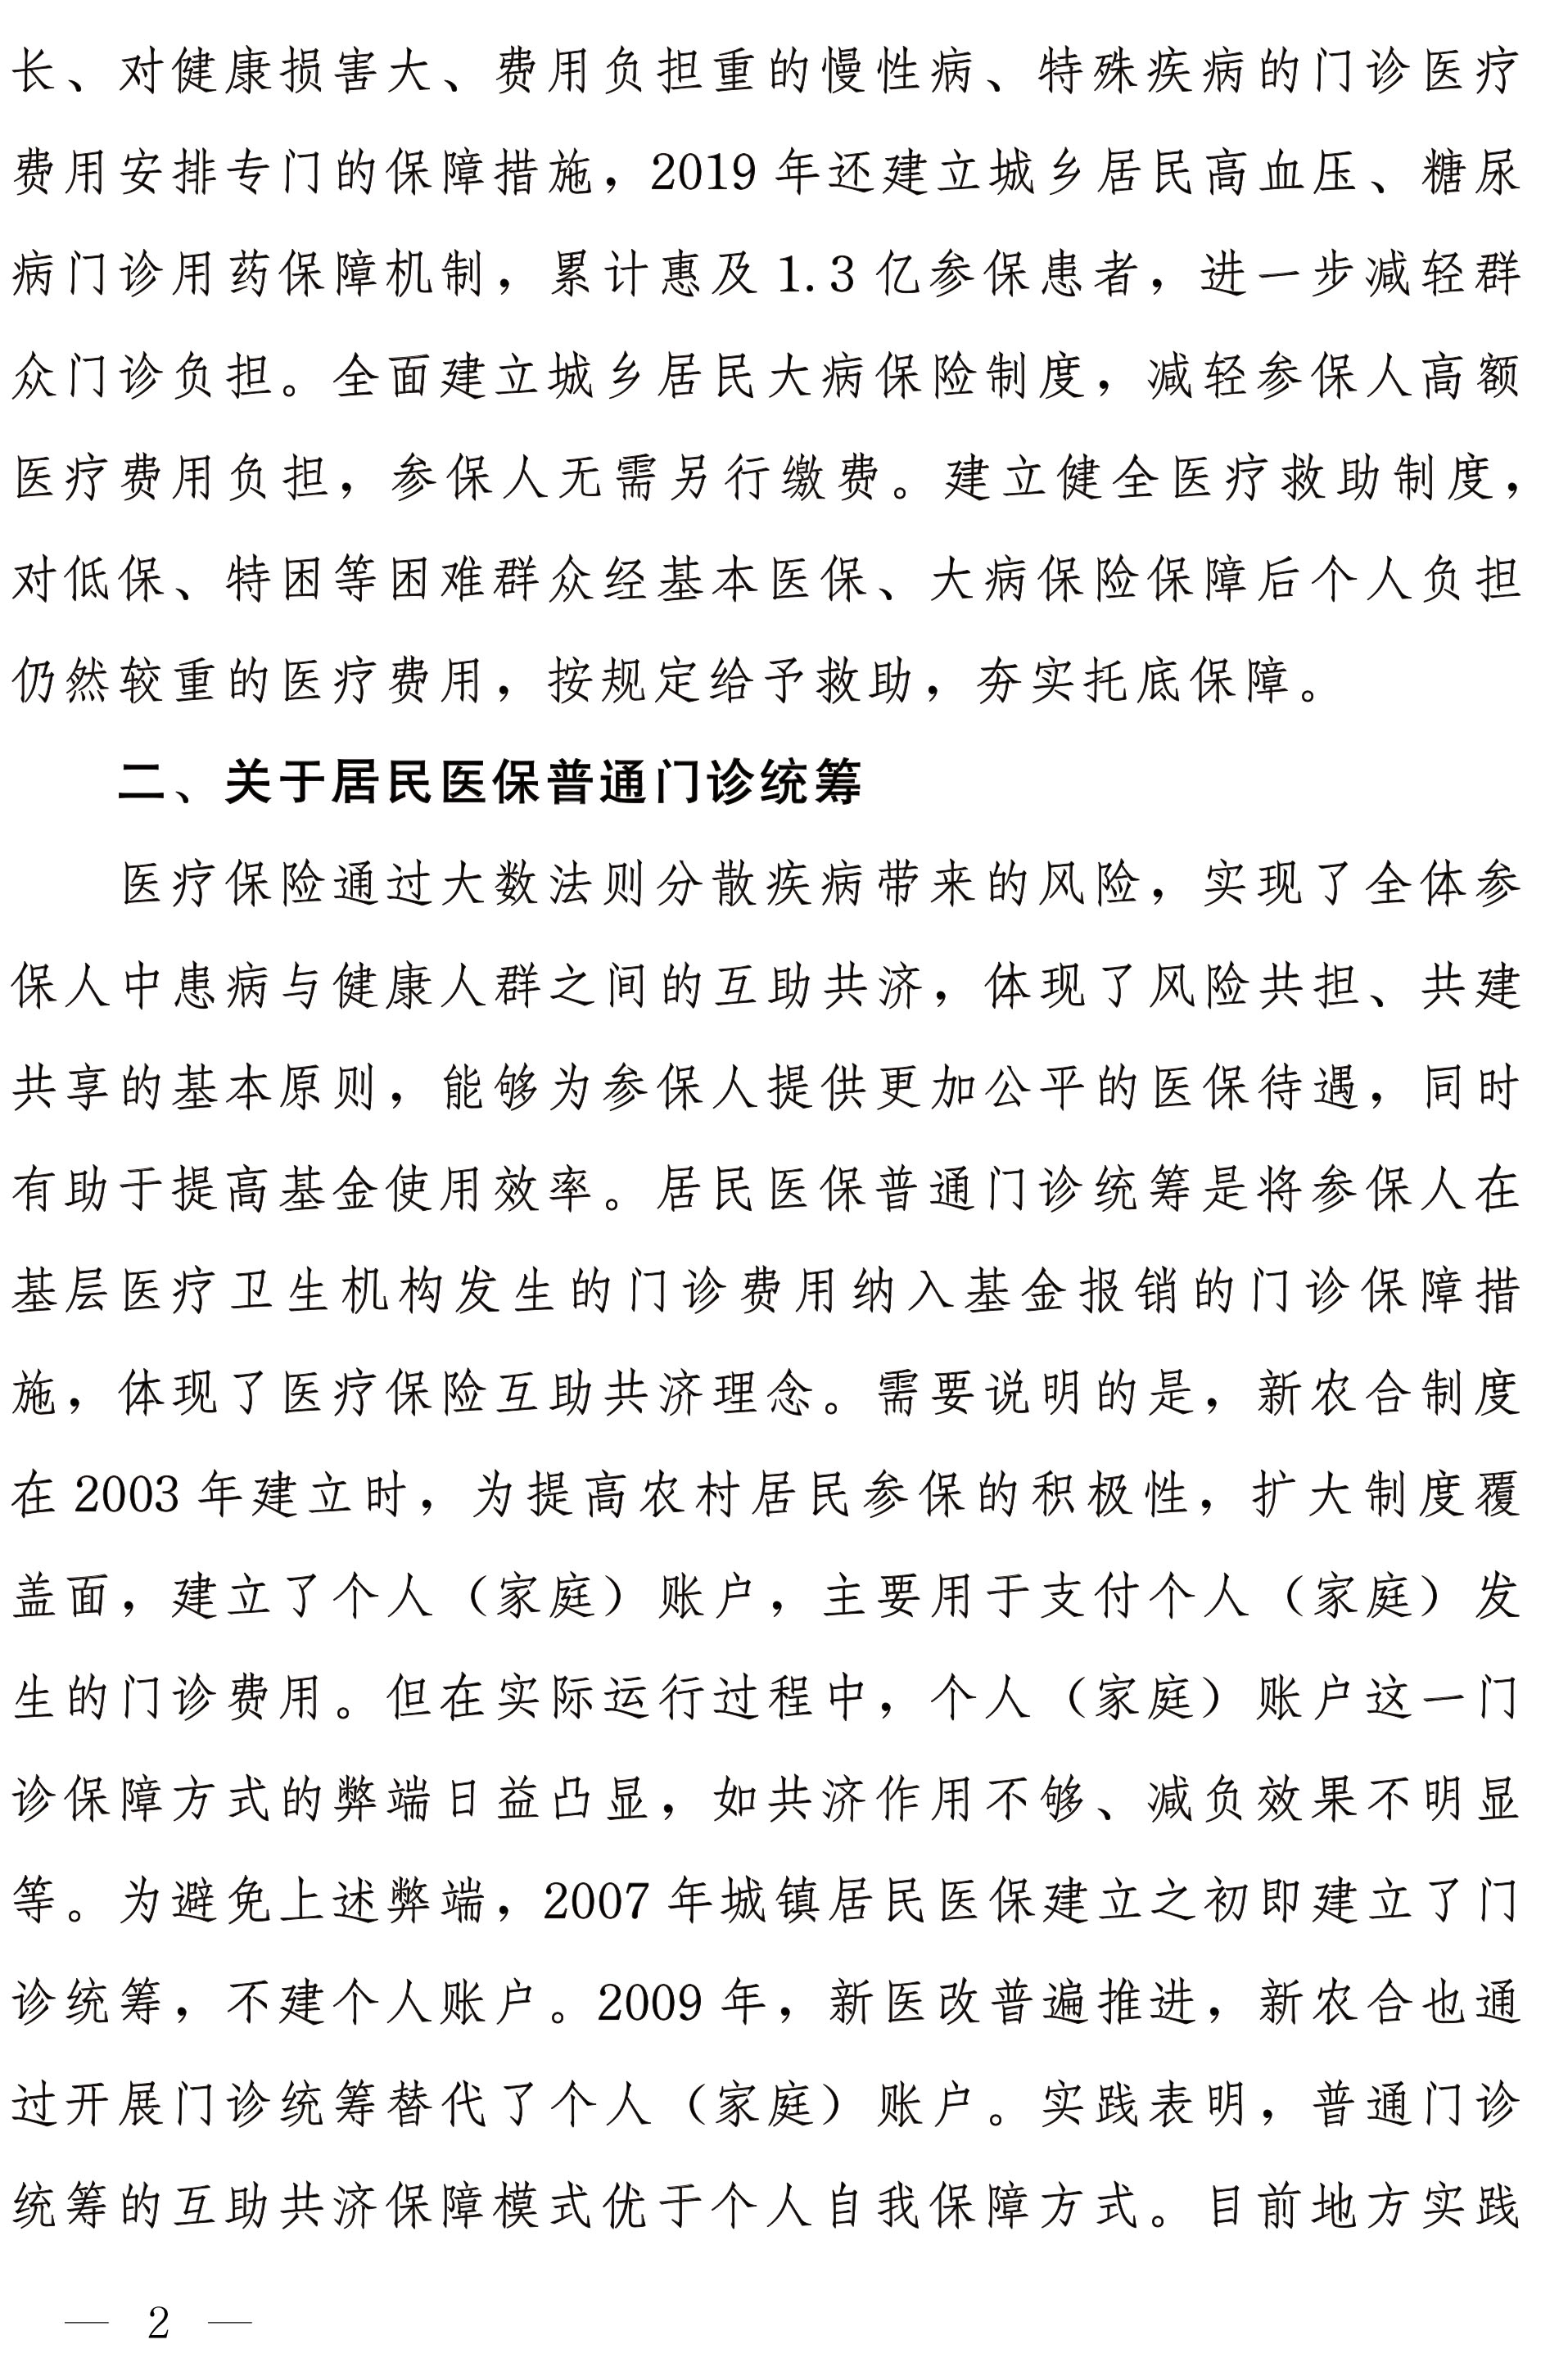 长、对健康损害大、费用负担重的慢性病、特殊疾病的门诊医疗
费用安排专门的保障措施，2019 年还建立城乡居民高血压、糖尿
病门诊用药保障机制，累计惠及 1.3 亿参保患者，进一步减轻群
众门诊负担。全面建立城乡居民大病保险制度，减轻参保人高额
医疗费用负担，参保人无需另行缴费。建立健全医疗救助制度，
对低保、特困等困难群众经基本医保、大病保险保障后个人负担
仍然较重的医疗费用，按规定给予救助，夯实托底保障。
二、关于居民医保普通门诊统筹
医疗保险通过大数法则分散疾病带来的风险，实现了全体参
保人中患病与健康人群之间的互助共济，体现了风险共担、共建
共享的基本原则，能够为参保人提供更加公平的医保待遇，同时
有助于提高基金使用效率。居民医保普通门诊统筹是将参保人在
基层医疗卫生机构发生的门诊费用纳入基金报销的门诊保障措
施，体现了医疗保险互助共济理念。需要说明的是，新农合制度
在 2003 年建立时，为提高农村居民参保的积极性，扩大制度覆
盖面，建立了个人（家庭）账户，主要用于支付个人（家庭）发
生的门诊费用。但在实际运行过程中，个人（家庭）账户这一门
诊保障方式的弊端日益凸显，如共济作用不够、减负效果不明显
等。为避免上述弊端，2007 年城镇居民医保建立之初即建立了门
诊统筹，不建个人账户。2009 年，新医改普遍推进，新农合也通
过开展门诊统筹替代了个人（家庭）账户。实践表明，普通门诊
统筹的互助共济保障模式优于个人自我保障方式。目前地方实践
— 2 —